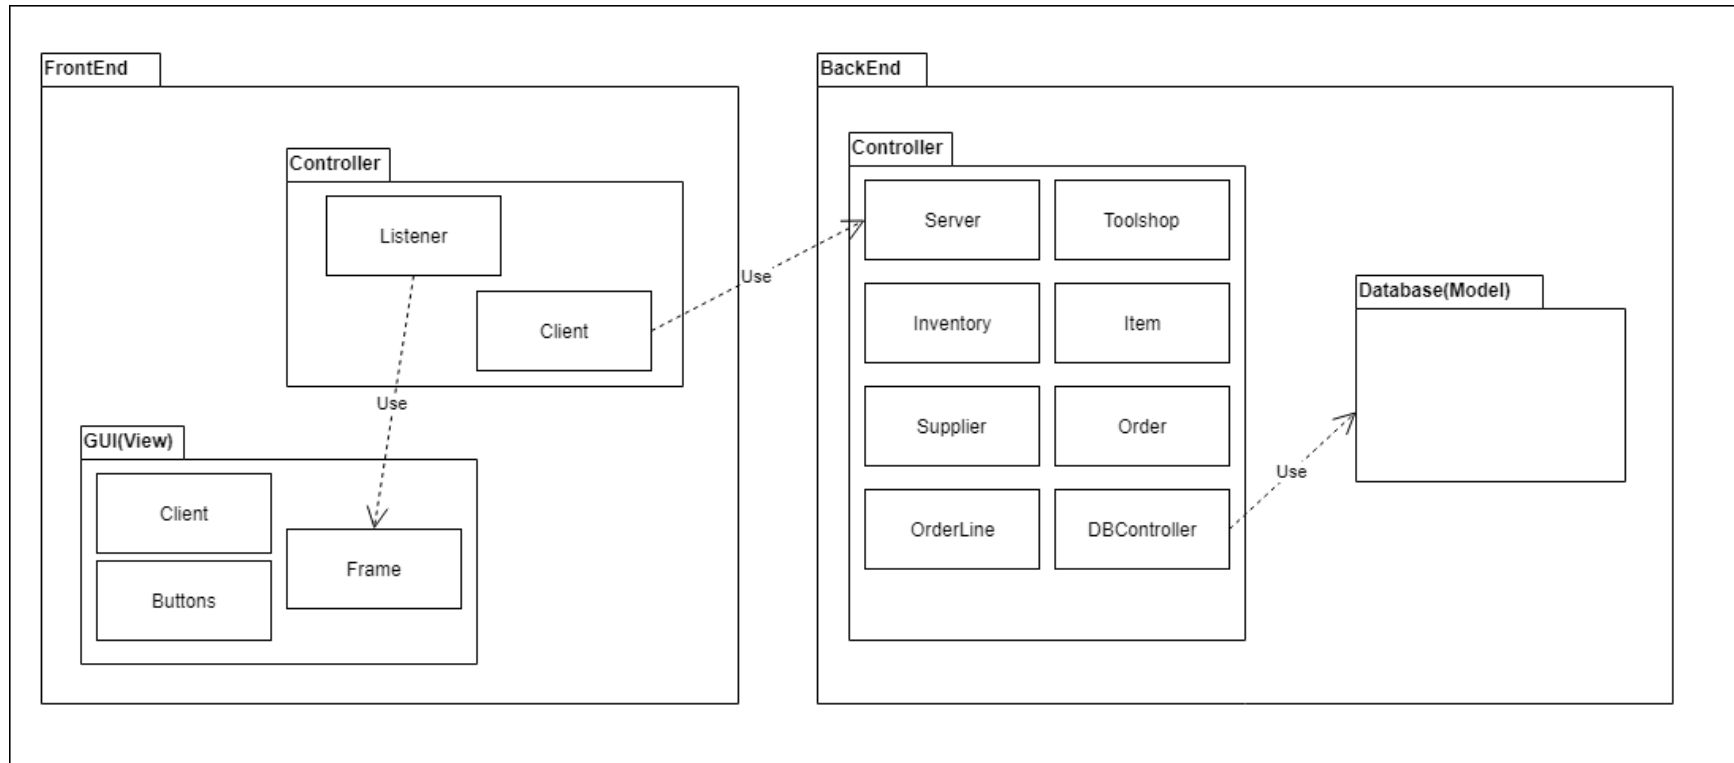 FrontEnd
Controller
Listener
Client
Use
GUI(View)
Client
Buttons
Frame
Use
BackEnd
Controller
Server
Toolshop
Inventory
Item
Supplier
Order
OrderLine
DBController
Use
Database(Model)